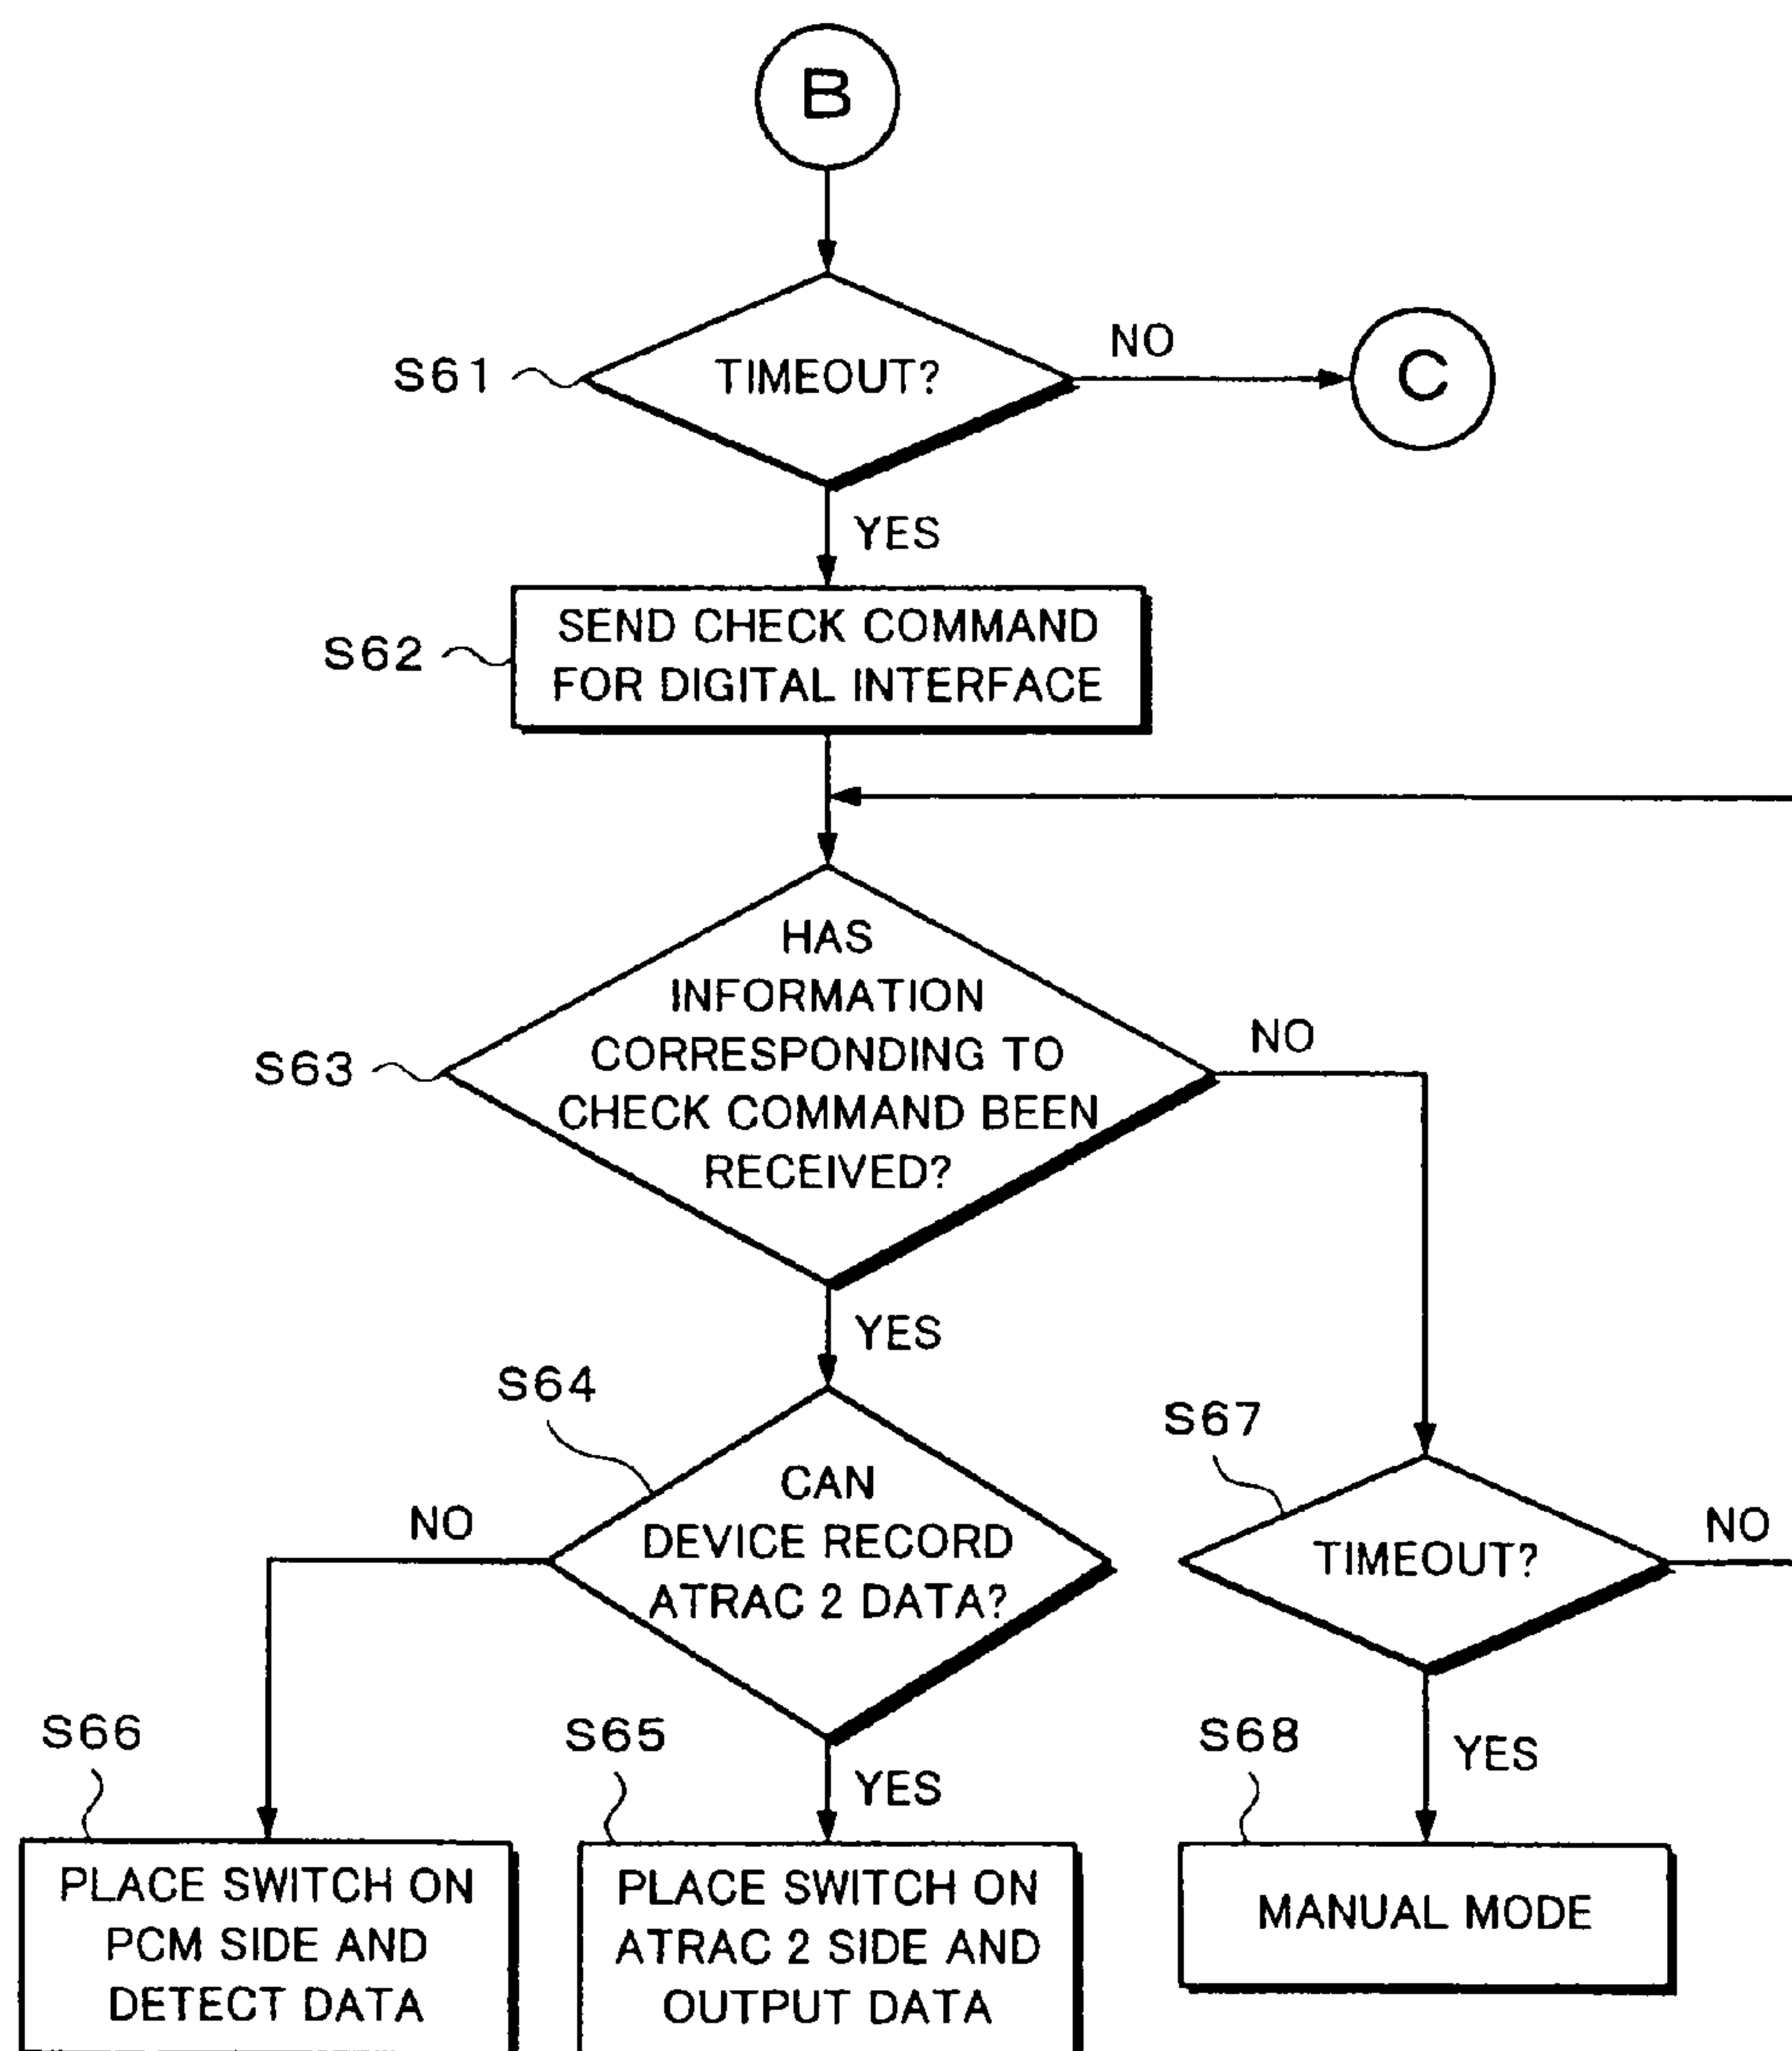 B
S61
TIMEOUT?
NO
C
YES
S62
SEND CHECK COMMAND
FOR DIGITAL INTERFACE
S63
HAS
INFORMATION
CORRESPONDING TO
CHECK COMMAND BEEN
RECEIVED?
NO
YES
S64
CAN
DEVICE RECORD
ATRAC 2 DATA?
NO
S67
TIMEOUT?
NO
S66
PLACE SWITCH ON
PCM SIDE AND
DETECT DATA
S65
YES
PLACE SWITCH ON
ATRAC 2 SIDE AND
OUTPUT DATA
S68
YES
MANUAL MODE